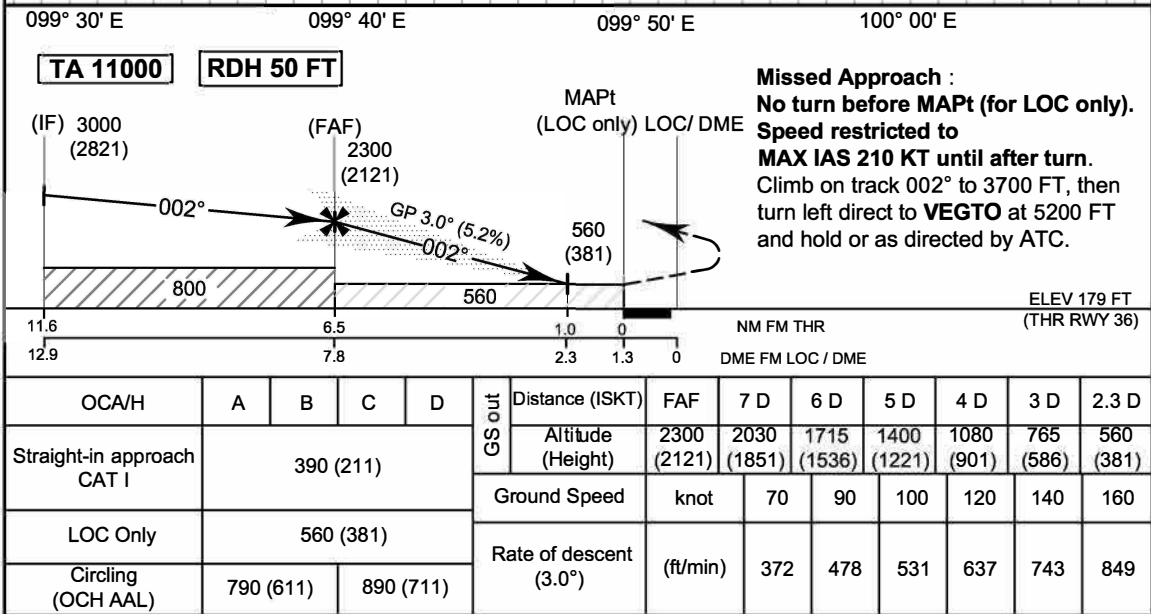 099° 30' E 099° 40' E 099° 50' E 100° 00' E
TA 11000 RDH 50 FT
Missed Approach :
No turn before MAPt (for LOC only).
Speed restricted to
MAX IAS 210 KT until after turn.
Climb on track 002° to 3700 FT, then
turn left direct to VEGTO at 5200 FT
and hold or as directed by ATC.
(IF) 3000
(2821)
(FAF)
2300
(2121)
MAPt
(LOC only) LOC/ DME
002°
GP 3.0° (5.2%)
002°
560
(381)
800
560
ELEV 179 FT
(THR RWY 36)
11.6 6.5 1.0 0 NM FM THR
12.9 7.8 2.3 1.3 0 DME FM LOC / DME
OCA/H A B C D
Straight-in approach
CAT I
390 (211)
LOC Only 560 (381)
Circling
(OCH AAL)
790 (611) 890 (711)
GS out
Distance (ISKT) FAF 7 D 6 D 5 D 4 D 3 D 2.3 D
Altitude 2300 2030 1715 1400 1080 765 560
(Height) (2121) (1851) (1536) (1221) (901) (586) (381)
Ground Speed knot 70 90 100 120 140 160
Rate of descent
(3.0°)
(ft/min) 372 478 531 637 743 849